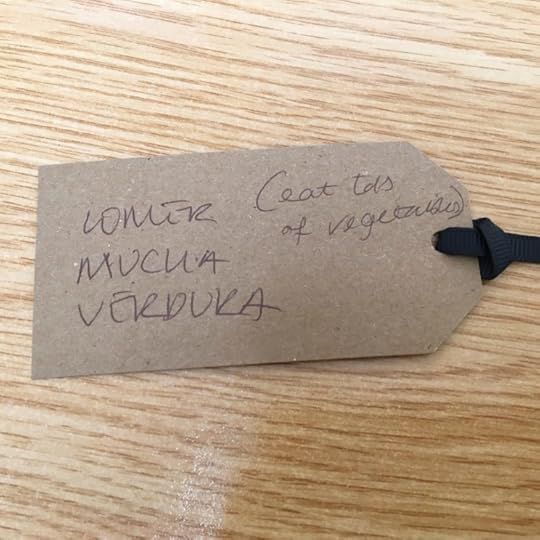 COMER
MUCHA
VERDURA
(eat lots
of vegetables)